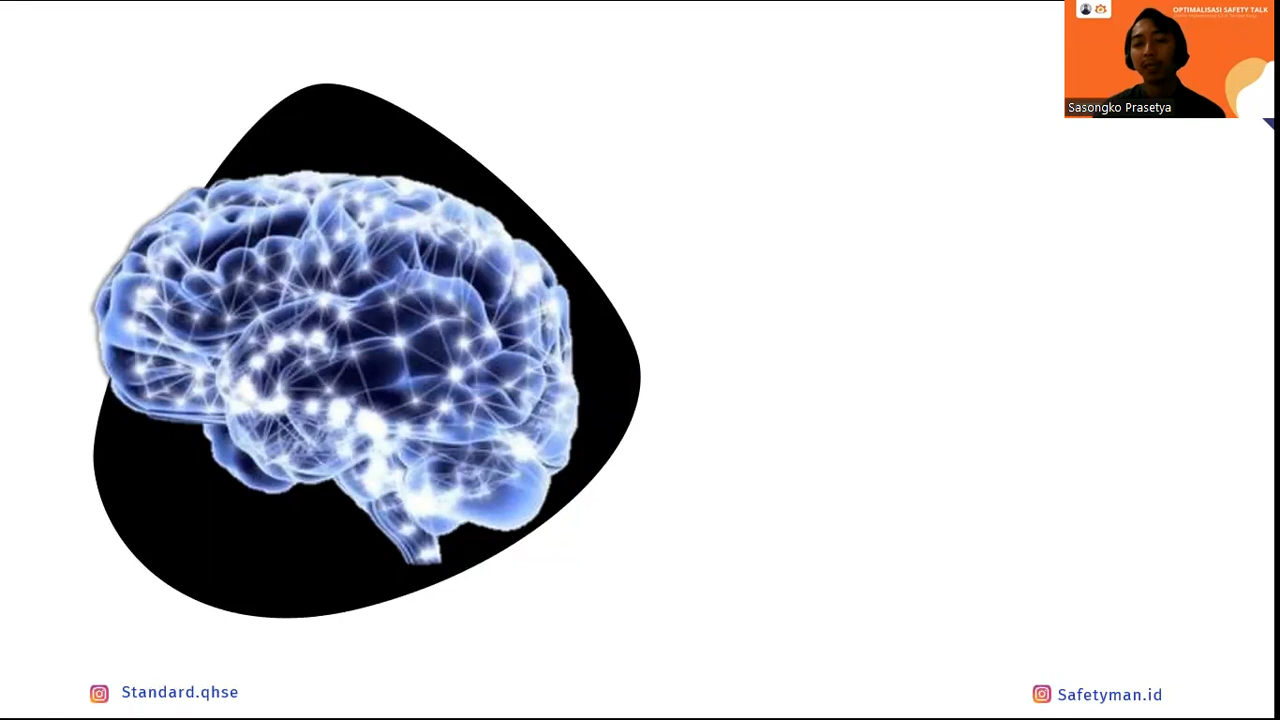 OPTIMALISASI SAFETY TALK
Sasongko Prasetya
Standard.qhse
Safetyman.id